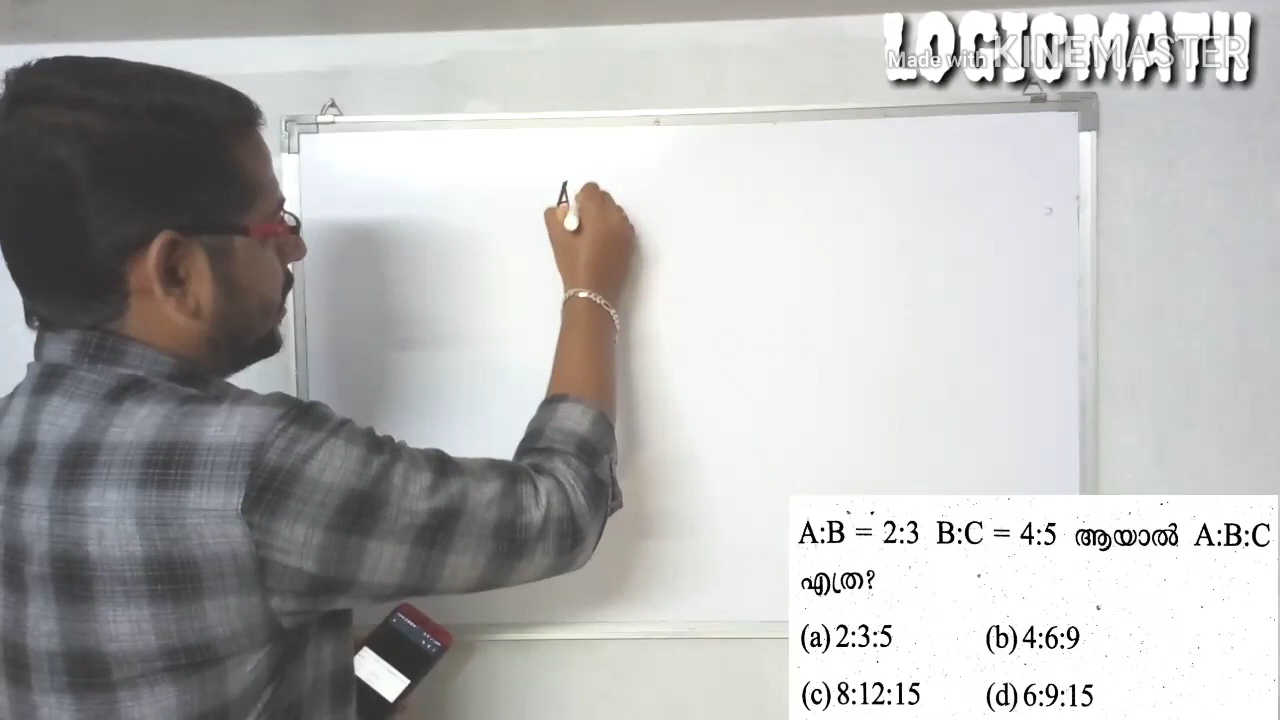 LOGICMATH
Made with KINEMASTER
A
A:B = 2:3 B:C = 4:5 ആയാൽ A:B:C
എത്ര?
(a) 2:3:5 (b) 4:6:9
(c) 8:12:15 (d) 6:9:15